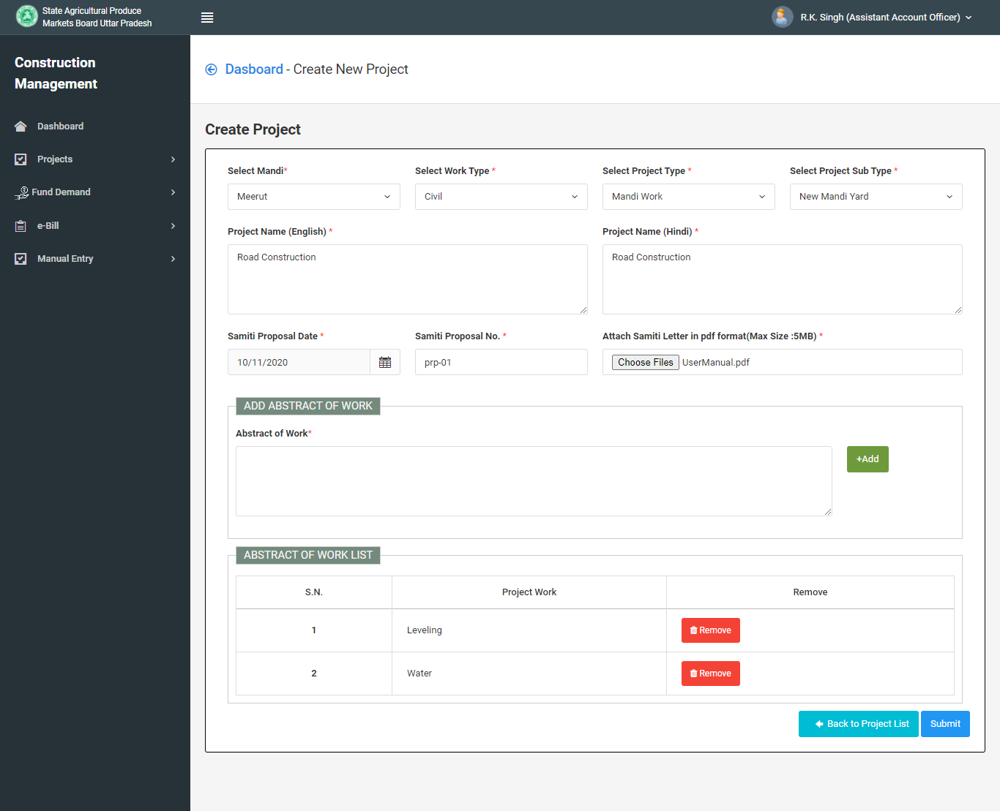 State Agricultural Produce
Markets Board Uttar Pradesh
R.K. Singh (Assistant Account Officer)
Construction
Management
Dashboard
Projects
Fund Demand
e-Bill
Manual Entry
Dasboard - Create New Project
Create Project
Select Mandi* Select Work Type * Select Project Type * Select Project Sub Type *
Meerut Civil Mandi Work New Mandi Yard
Project Name (English) * Project Name (Hindi) *
Road Construction Road Construction
Samiti Proposal Date * Samiti Proposal No. * Attach Samiti Letter in pdf format(Max Size :5MB) *
10/11/2020 prp-01 Choose Files UserManual.pdf
ADD ABSTRACT OF WORK
Abstract of Work*
+Add
ABSTRACT OF WORK LIST
S.N. Project Work Remove
1 Leveling Remove
2 Water Remove
Back to Project List Submit